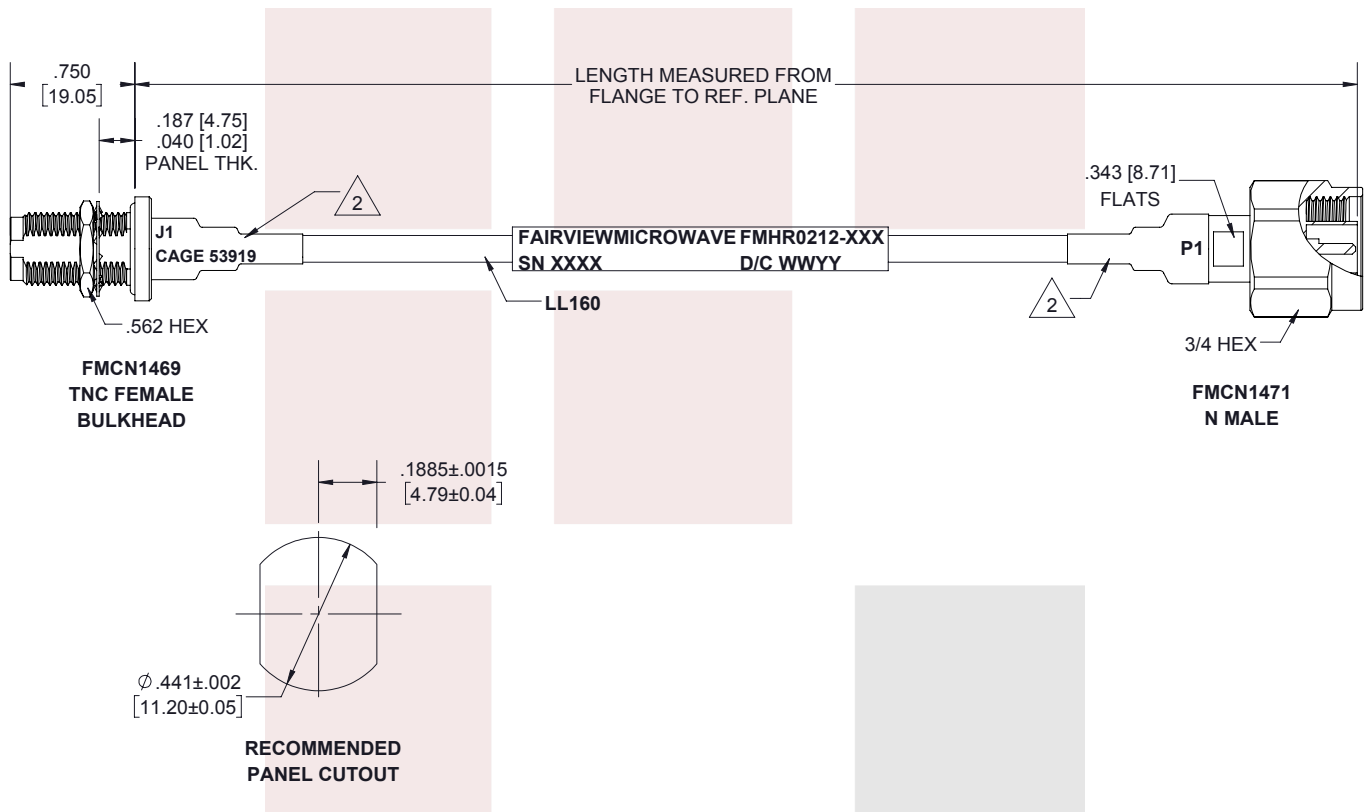 .750
[19.05]
LENGTH MEASURED FROM
FLANGE TO REF. PLANE
.187 [4.75]
.040 [1.02]
PANEL THK.
2
.343 [8.71]
FLATS
J1
CAGE 53919
FAIRVIEWMICROWAVE FMHR0212-XXX
SN XXXX D/C WWYY
P1
LL160
2
.562 HEX
3/4 HEX
FMCN1469
TNC FEMALE
BULKHEAD
FMCN1471
N MALE
.1885±.0015
[4.79±0.04]
Ø.441±.002
[11.20±0.05]
RECOMMENDED
PANEL CUTOUT